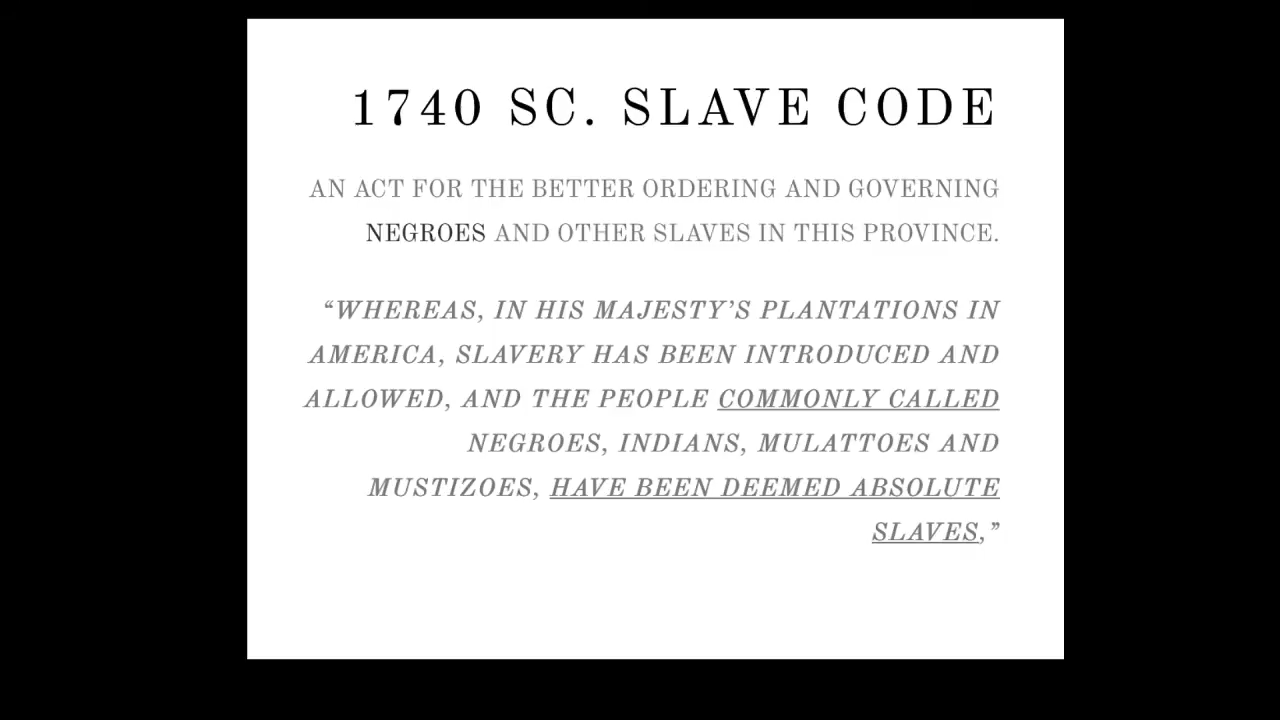 1740 SC. SLAVE CODE
AN ACT FOR THE BETTER ORDERING AND GOVERNING
NEGROES AND OTHER SLAVES IN THIS PROVINCE.
“WHEREAS, IN HIS MAJESTY’S PLANTATIONS IN
AMERICA, SLAVERY HAS BEEN INTRODUCED AND
ALLOWED, AND THE PEOPLE COMMONLY CALLED
NEGROES, INDIANS, MULATTOES AND
MUSTIZOES, HAVE BEEN DEEMED ABSOLUTE
SLAVES,”